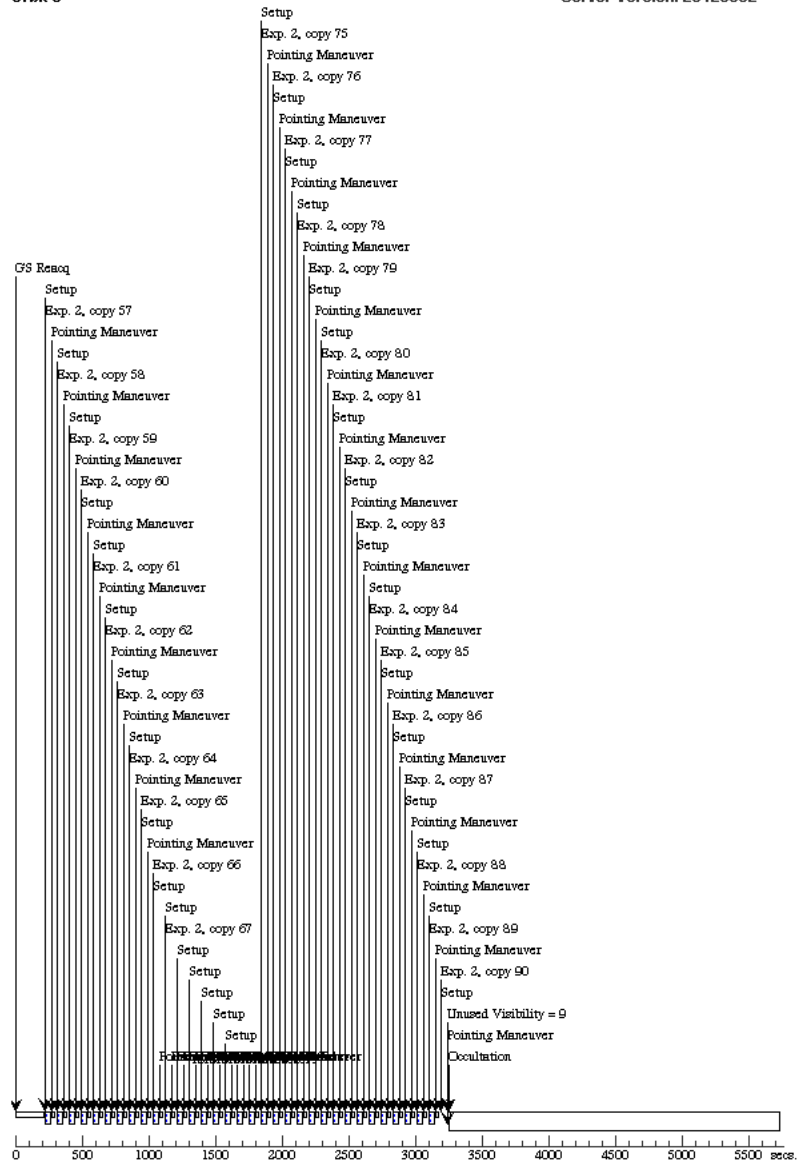 Setup
Exp. 2, copy 75
Pointing Maneuver
Exp. 2, copy 76
Setup
Pointing Maneuver
Exp. 2, copy 77
Setup
Pointing Maneuver
Setup
Exp. 2, copy 78
Pointing Maneuver
GS Reacq
Exp. 2, copy 79
Setup
Setup
Exp. 2, copy 57
Pointing Maneuver
Pointing Maneuver
Setup
Setup
Exp. 2, copy 80
Exp. 2, copy 58
Pointing Maneuver
Pointing Maneuver
Exp. 2, copy 81
Setup
Setup
Exp. 2, copy 59
Pointing Maneuver
Pointing Maneuver
Exp. 2, copy 82
Exp. 2, copy 60
Setup
Setup
Pointing Maneuver
Pointing Maneuver
Exp. 2, copy 83
Setup
Setup
Exp. 2, copy 61
Pointing Maneuver
Pointing Maneuver
Setup
Setup
Exp. 2, copy 84
Exp. 2, copy 62
Pointing Maneuver
Pointing Maneuver
Exp. 2, copy 85
Setup
Setup
Exp. 2, copy 63
Pointing Maneuver
Pointing Maneuver
Exp. 2, copy 86
Setup
Setup
Exp. 2, copy 64
Pointing Maneuver
Pointing Maneuver
Exp. 2, copy 87
Exp. 2, copy 65
Setup
Setup
Pointing Maneuver
Pointing Maneuver
Setup
Exp. 2, copy 66
Exp. 2, copy 88
Setup
Pointing Maneuver
Setup
Setup
Exp. 2, copy 67
Exp. 2, copy 89
Setup
Pointing Maneuver
Setup
Exp. 2, copy 90
Setup
Setup
Setup
Unused Visibility = 9
Setup
Pointing Maneuver
Occultation
0 500 1000 1500 2000 2500 3000 3500 4000 4500 5000 5500 secs.